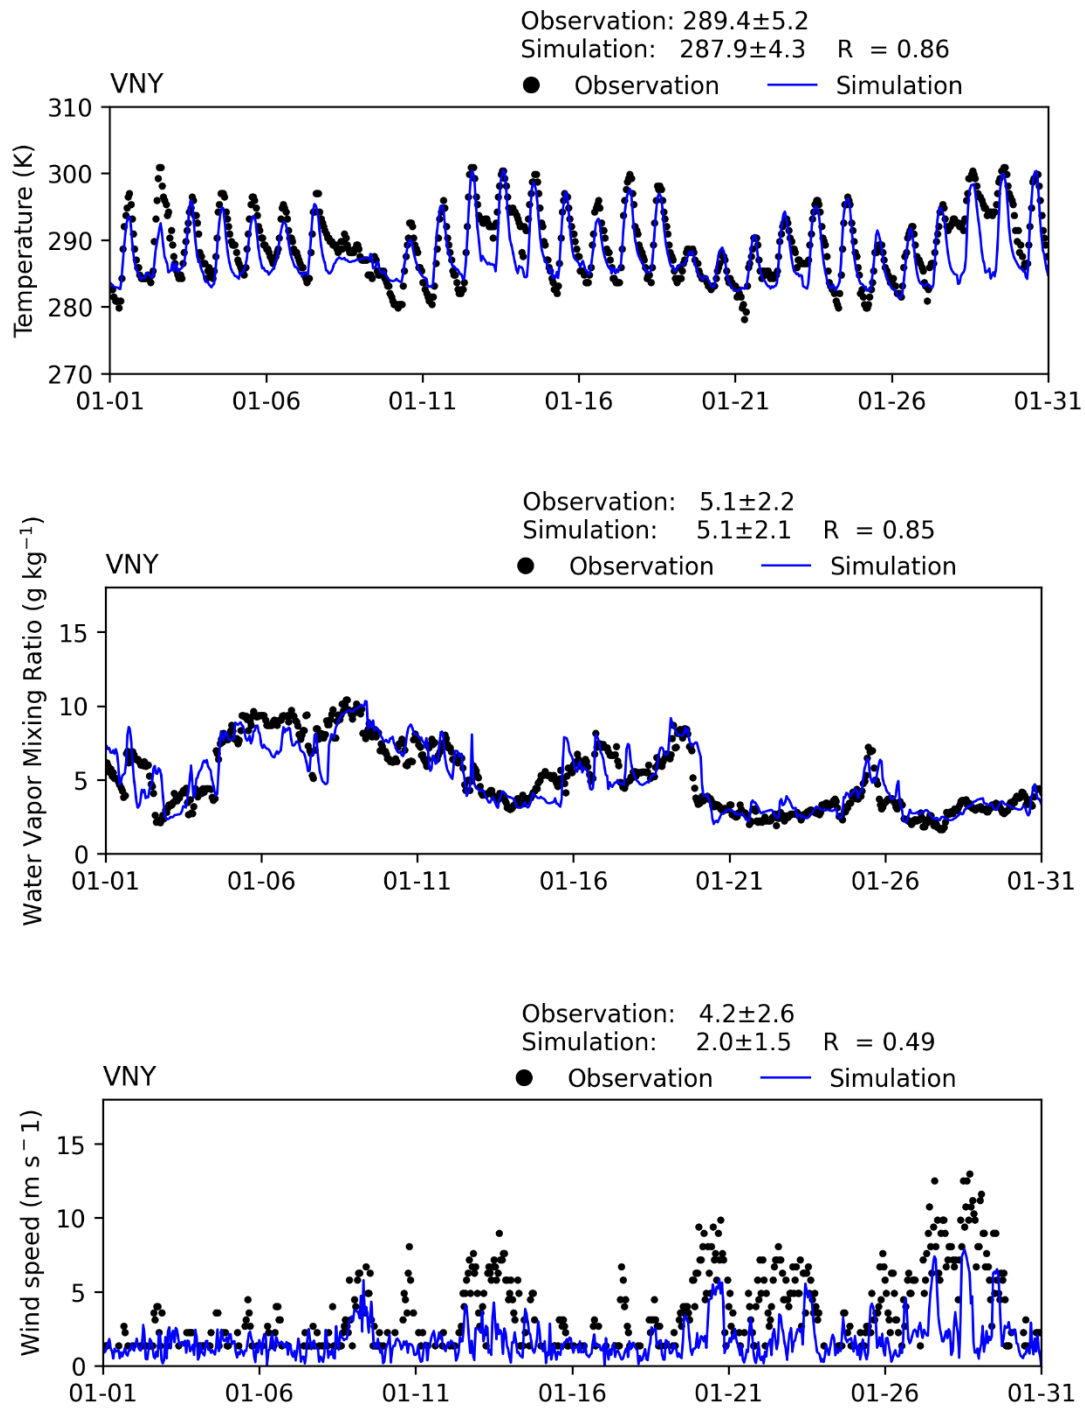 Observation: 289.4±5.2
Simulation: 287.9±4.3 R = 0.86
VNY
Observation Simulation
Temperature (K)
310
300
290
280
270
01-01 01-06 01-11 01-16 01-21 01-26 01-31
Observation: 5.1±2.2
Simulation: 5.1±2.1 R = 0.85
VNY
Observation Simulation
Water Vapor Mixing Ratio (g kg⁻¹)
15
10
5
0
01-01 01-06 01-11 01-16 01-21 01-26 01-31
Observation: 4.2±2.6
Simulation: 2.0±1.5 R = 0.49
VNY
Observation Simulation
Wind speed (m s − 1)
15
10
5
0
01-01 01-06 01-11 01-16 01-21 01-26 01-31